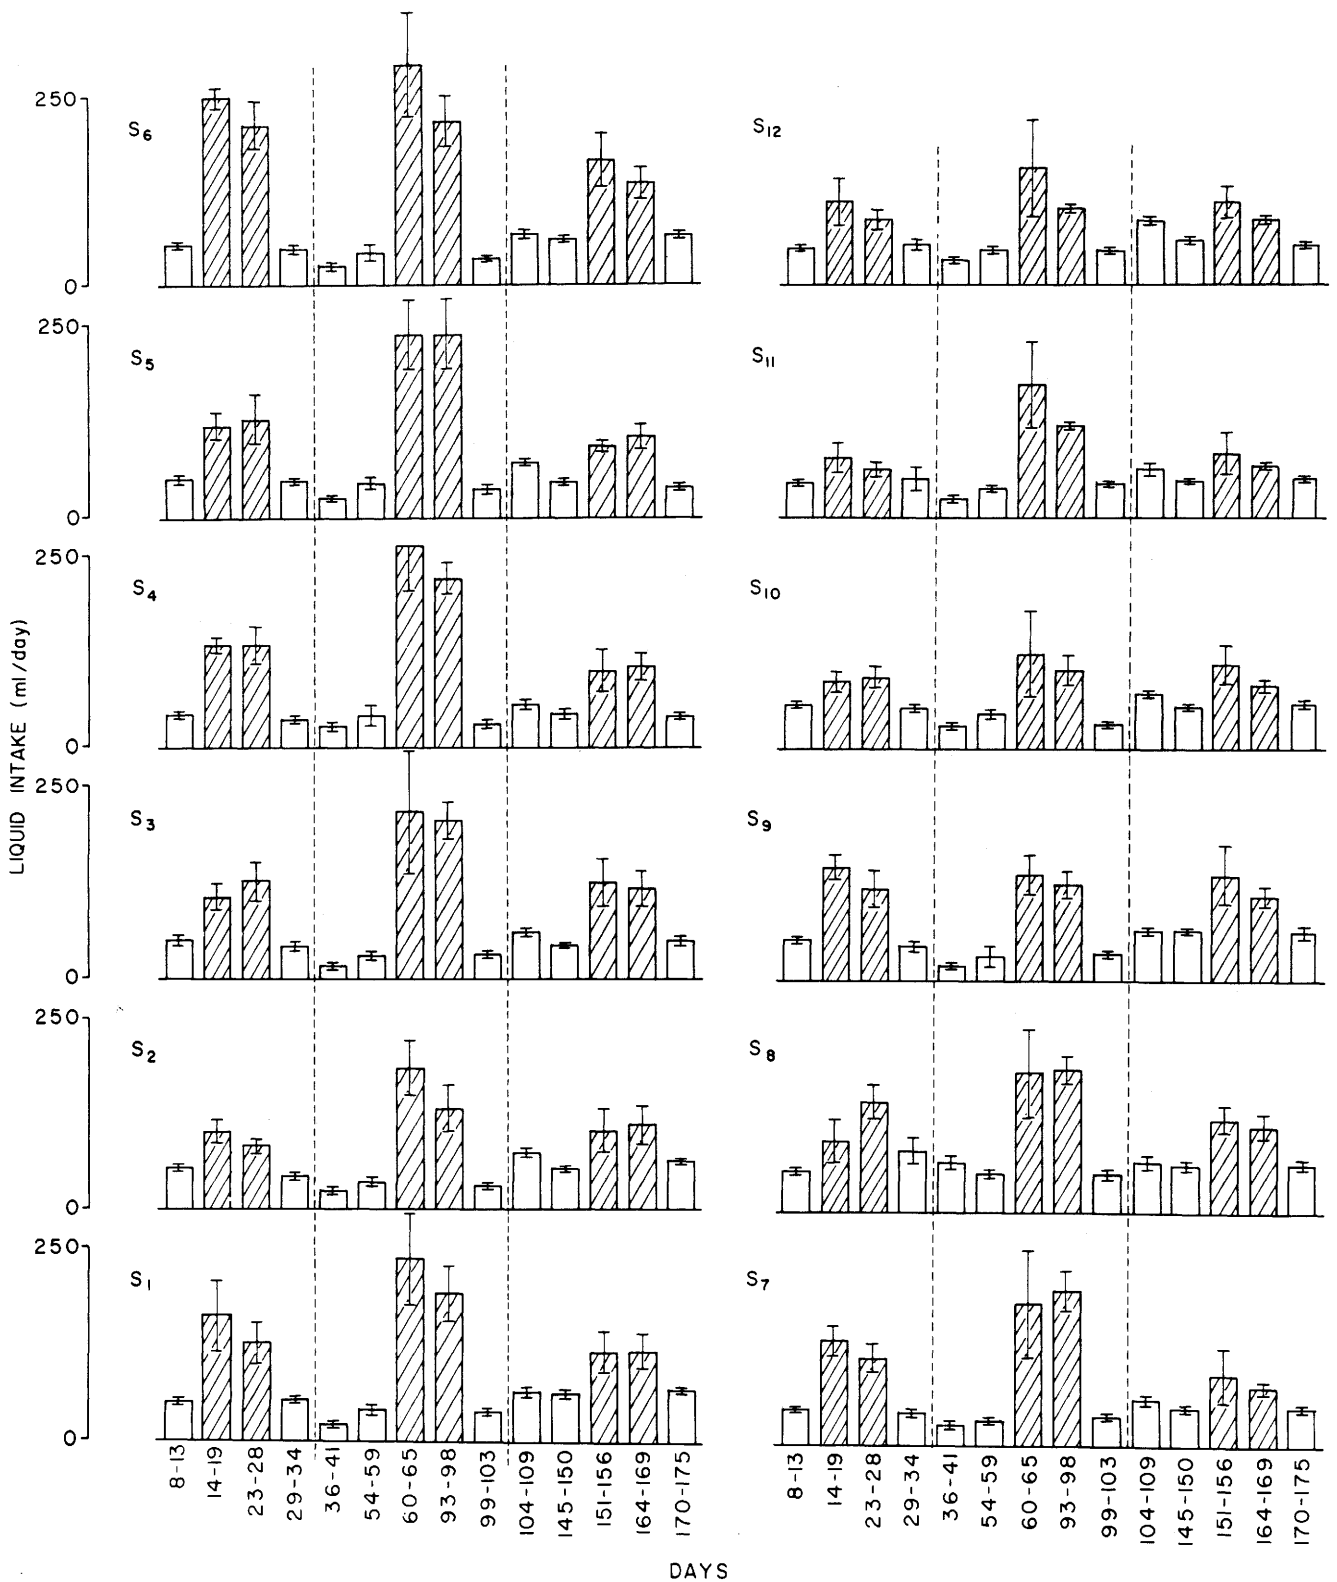 LIQUID INTAKE (ml/day)
250
S6
0
S12
250
S5
0
S11
250
S4
0
S10
250
S3
0
S9
250
S2
0
S8
250
S1
0
S7
8-13
14-19
23-28
29-34
36-41
54-59
60-65
93-98
99-103
104-109
145-150
151-156
164-169
170-175
8-13
14-19
23-28
29-34
36-41
54-59
60-65
93-98
99-103
104-109
145-150
151-156
164-169
170-175
DAYS